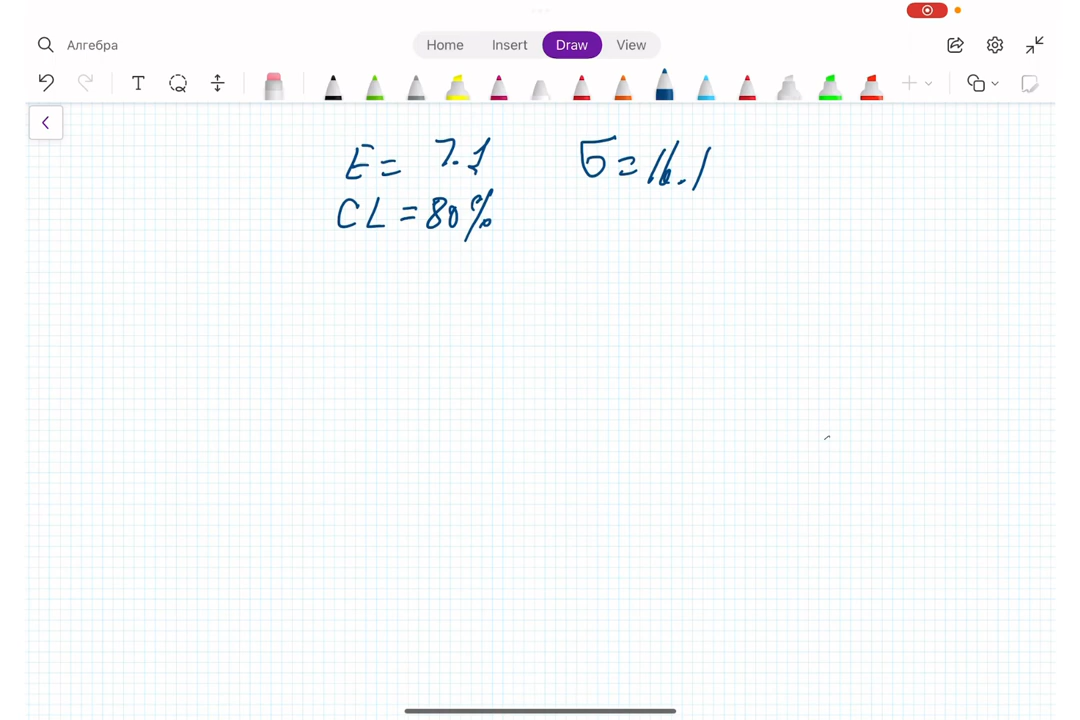 Алгебра
Home Insert Draw View
T
E = 7.1 σ = 16.1
CL = 80%